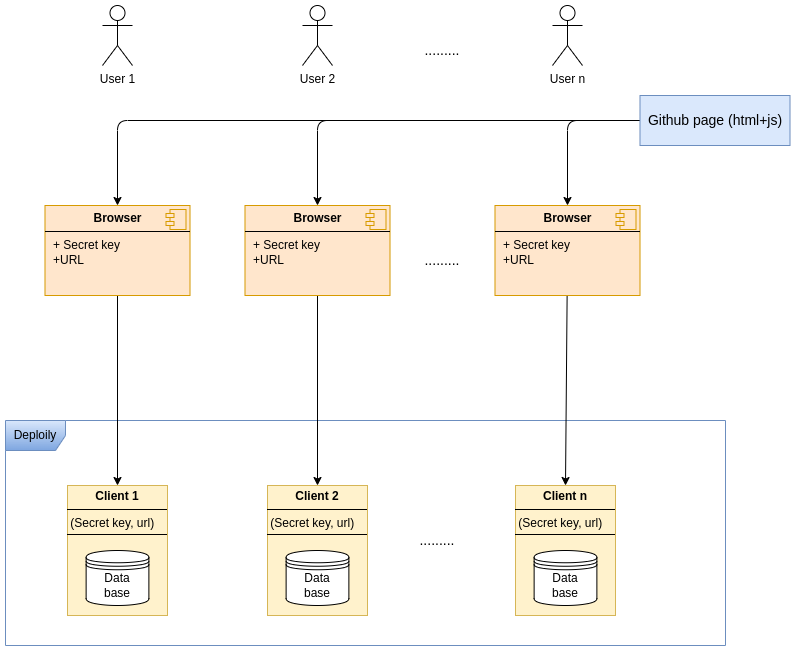 User 1
User 2
.........
User n
Github page (html+js)
Browser
+ Secret key
+URL
Browser
+ Secret key
+URL
.........
Browser
+ Secret key
+URL
Deploily
Client 1
(Secret key, url)
Data
base
Client 2
(Secret key, url)
Data
base
.........
Client n
(Secret key, url)
Data
base